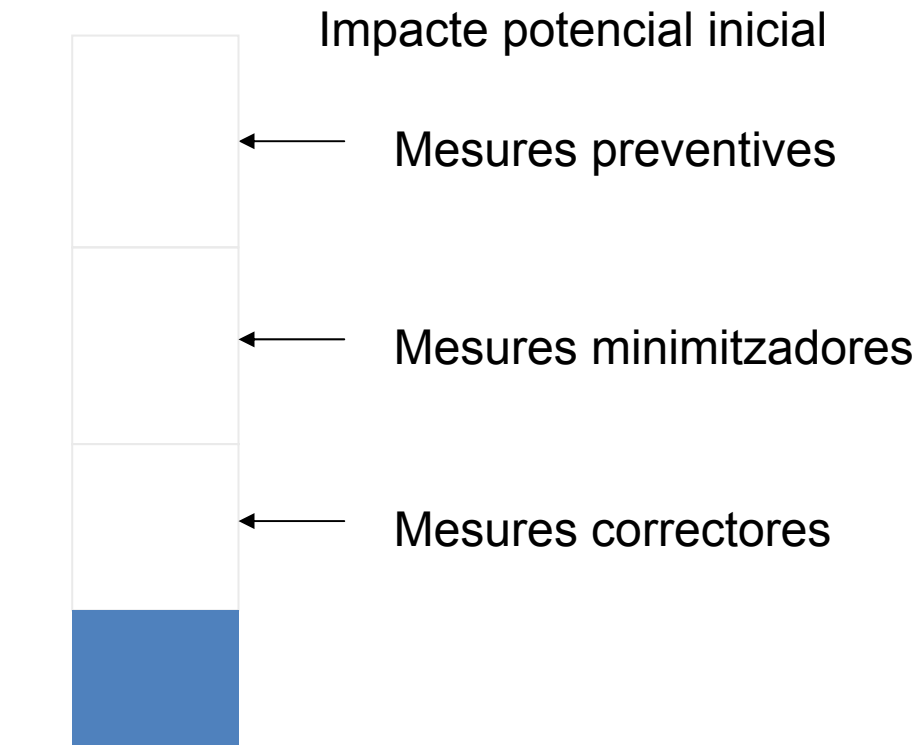 Impacte potencial inicial
Mesures preventives
Mesures minimitzadores
Mesures correctores